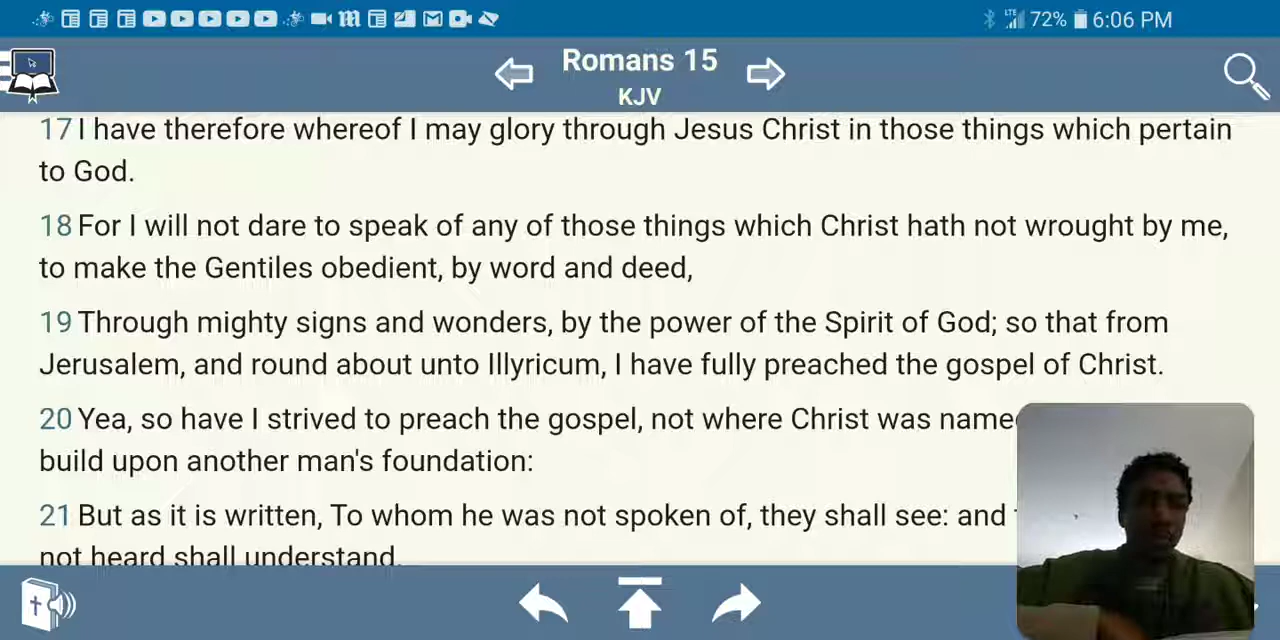 72% 6:06 PM
Romans 15
KJV
17 I have therefore whereof I may glory through Jesus Christ in those things which pertain
to God.
18 For I will not dare to speak of any of those things which Christ hath not wrought by me,
to make the Gentiles obedient, by word and deed,
19 Through mighty signs and wonders, by the power of the Spirit of God; so that from
Jerusalem, and round about unto Illyricum, I have fully preached the gospel of Christ.
20 Yea, so have I strived to preach the gospel, not where Christ was name
build upon another man's foundation:
21 But as it is written, To whom he was not spoken of, they shall see: and
not heard shall understand.